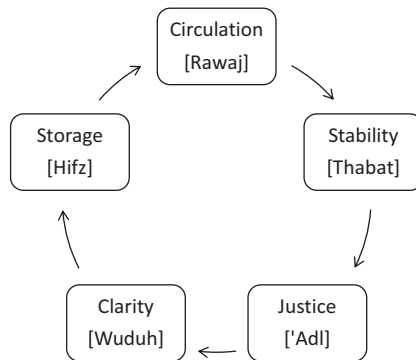 Circulation
[Rawaj]
Stability
[Thabat]
Justice
['Adl]
Clarity
[Wuduh]
Storage
[Hifz]